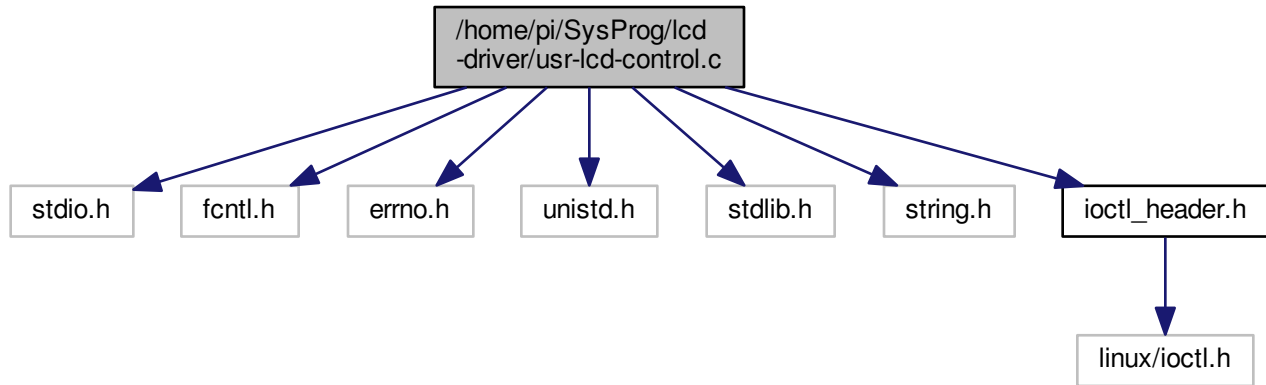 /home/pi/SysProg/lcd
-driver/usr-lcd-control.c
stdio.h
fcntl.h
errno.h
unistd.h
stdlib.h
string.h
ioctl_header.h
linux/ioctl.h